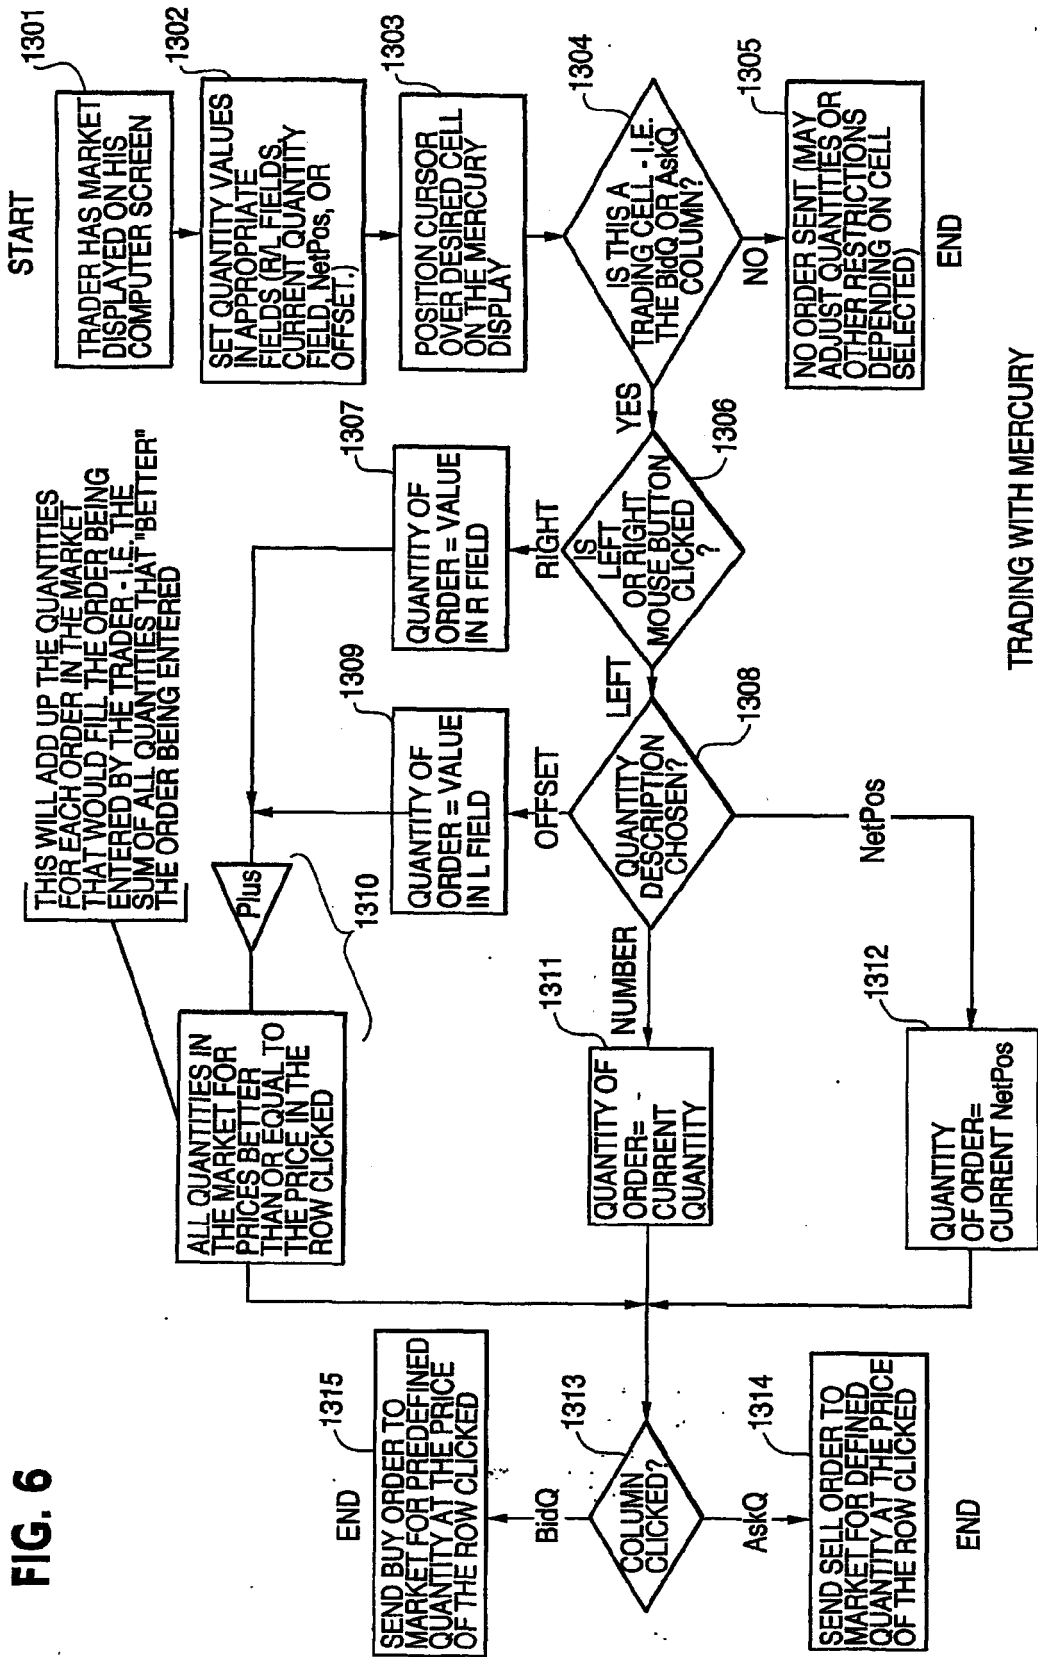 FIG. 6
START
TRADER HAS MARKET
DISPLAYED ON HIS
COMPUTER SCREEN
1301
SET QUANTITY VALUES
IN APPROPRIATE
FIELDS (R/L FIELDS,
CURRENT QUANTITY
FIELD, NetPos, OR
OFFSET.)
1302
POSITION CURSOR
OVER DESIRED CELL
ON THE MERCURY
DISPLAY
1303
IS THIS A
TRADING CELL - I.E.
THE BidQ OR AskQ
COLUMN?
1304
NO
NO ORDER SENT (MAY
ADJUST QUANTITIES OR
OTHER RESTRICTIONS
DEPENDING ON CELL
SELECTED)
1305
END
YES
IS
LEFT
OR RIGHT
MOUSE BUTTON
CLICKED
?
1306
RIGHT
QUANTITY OF
ORDER = VALUE
IN R FIELD
1307
LEFT
QUANTITY
DESCRIPTION
CHOSEN?
1308
OFFSET
QUANTITY OF
ORDER = VALUE
IN L FIELD
1309
Plus
1310
ALL QUANTITIES IN
THE MARKET FOR
PRICES BETTER
THAN OR EQUAL TO
THE PRICE IN THE
ROW CLICKED
THIS WILL ADD UP THE QUANTITIES
FOR EACH ORDER IN THE MARKET
THAT WOULD FILL THE ORDER BEING
ENTERED BY THE TRADER - I.E. THE
SUM OF ALL QUANTITIES THAT "BETTER"
THE ORDER BEING ENTERED
NUMBER
QUANTITY OF
ORDER=
CURRENT
QUANTITY
1311
NetPos
QUANTITY
OF ORDER=
CURRENT NetPos
1312
COLUMN
CLICKED?
1313
BidQ
SEND BUY ORDER TO
MARKET FOR PREDEFINED
QUANTITY AT THE PRICE
OF THE ROW CLICKED
1315
END
AskQ
SEND SELL ORDER TO
MARKET FOR DEFINED
QUANTITY AT THE PRICE
OF THE ROW CLICKED
1314
END
TRADING WITH MERCURY